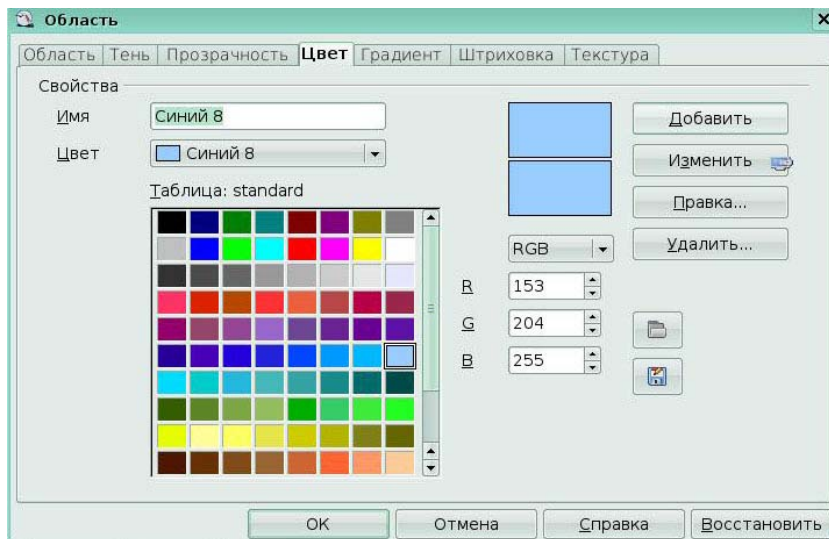 Область
Область Тень Прозрачность Цвет Градиент Штриховка Текстура
Свойства
Имя Синий 8 Добавить
Цвет Синий 8 Изменить
Таблица: standard Правка...
RGB Удалить...
R 153
G 204
B 255
OK Отмена Справка Восстановить